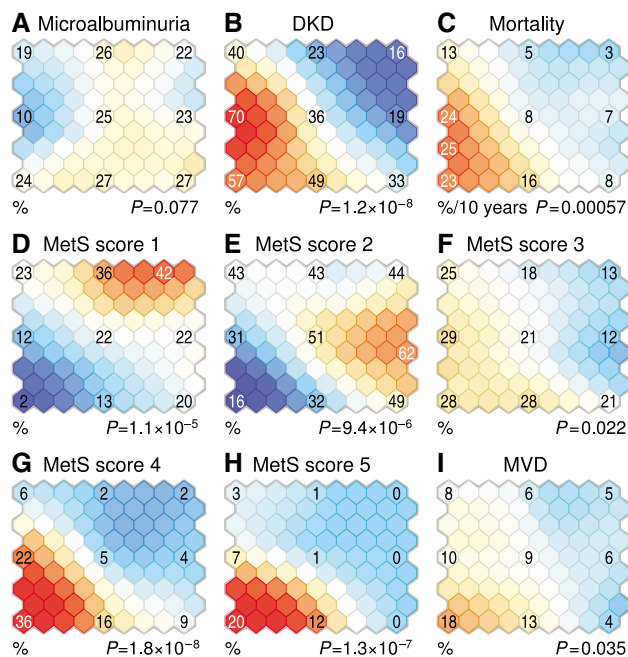 A Microalbuminuria
19 26 22
10 25 23
24 27 27
% P=0.077
B DKD
40 23 16
70 36 19
57 49 33
% P=1.2×10⁻⁸
C Mortality
13 5 3
24 8 7
25
23 16 8
%/10 years P=0.00057
D MetS score 1
23 36 42
12 22 22
2 13 20
% P=1.1×10⁻⁵
E MetS score 2
43 43 44
31 51
62
16 32 49
% P=9.4×10⁻⁶
F MetS score 3
25 18 13
29 21 12
28 28 21
% P=0.022
G MetS score 4
6 2 2
22 5 4
36 16 9
% P=1.8×10⁻⁸
H MetS score 5
3 1 0
7 1 0
20 12 0
% P=1.3×10⁻⁷
I MVD
8 6 5
10 9 6
18 13 4
% P=0.035